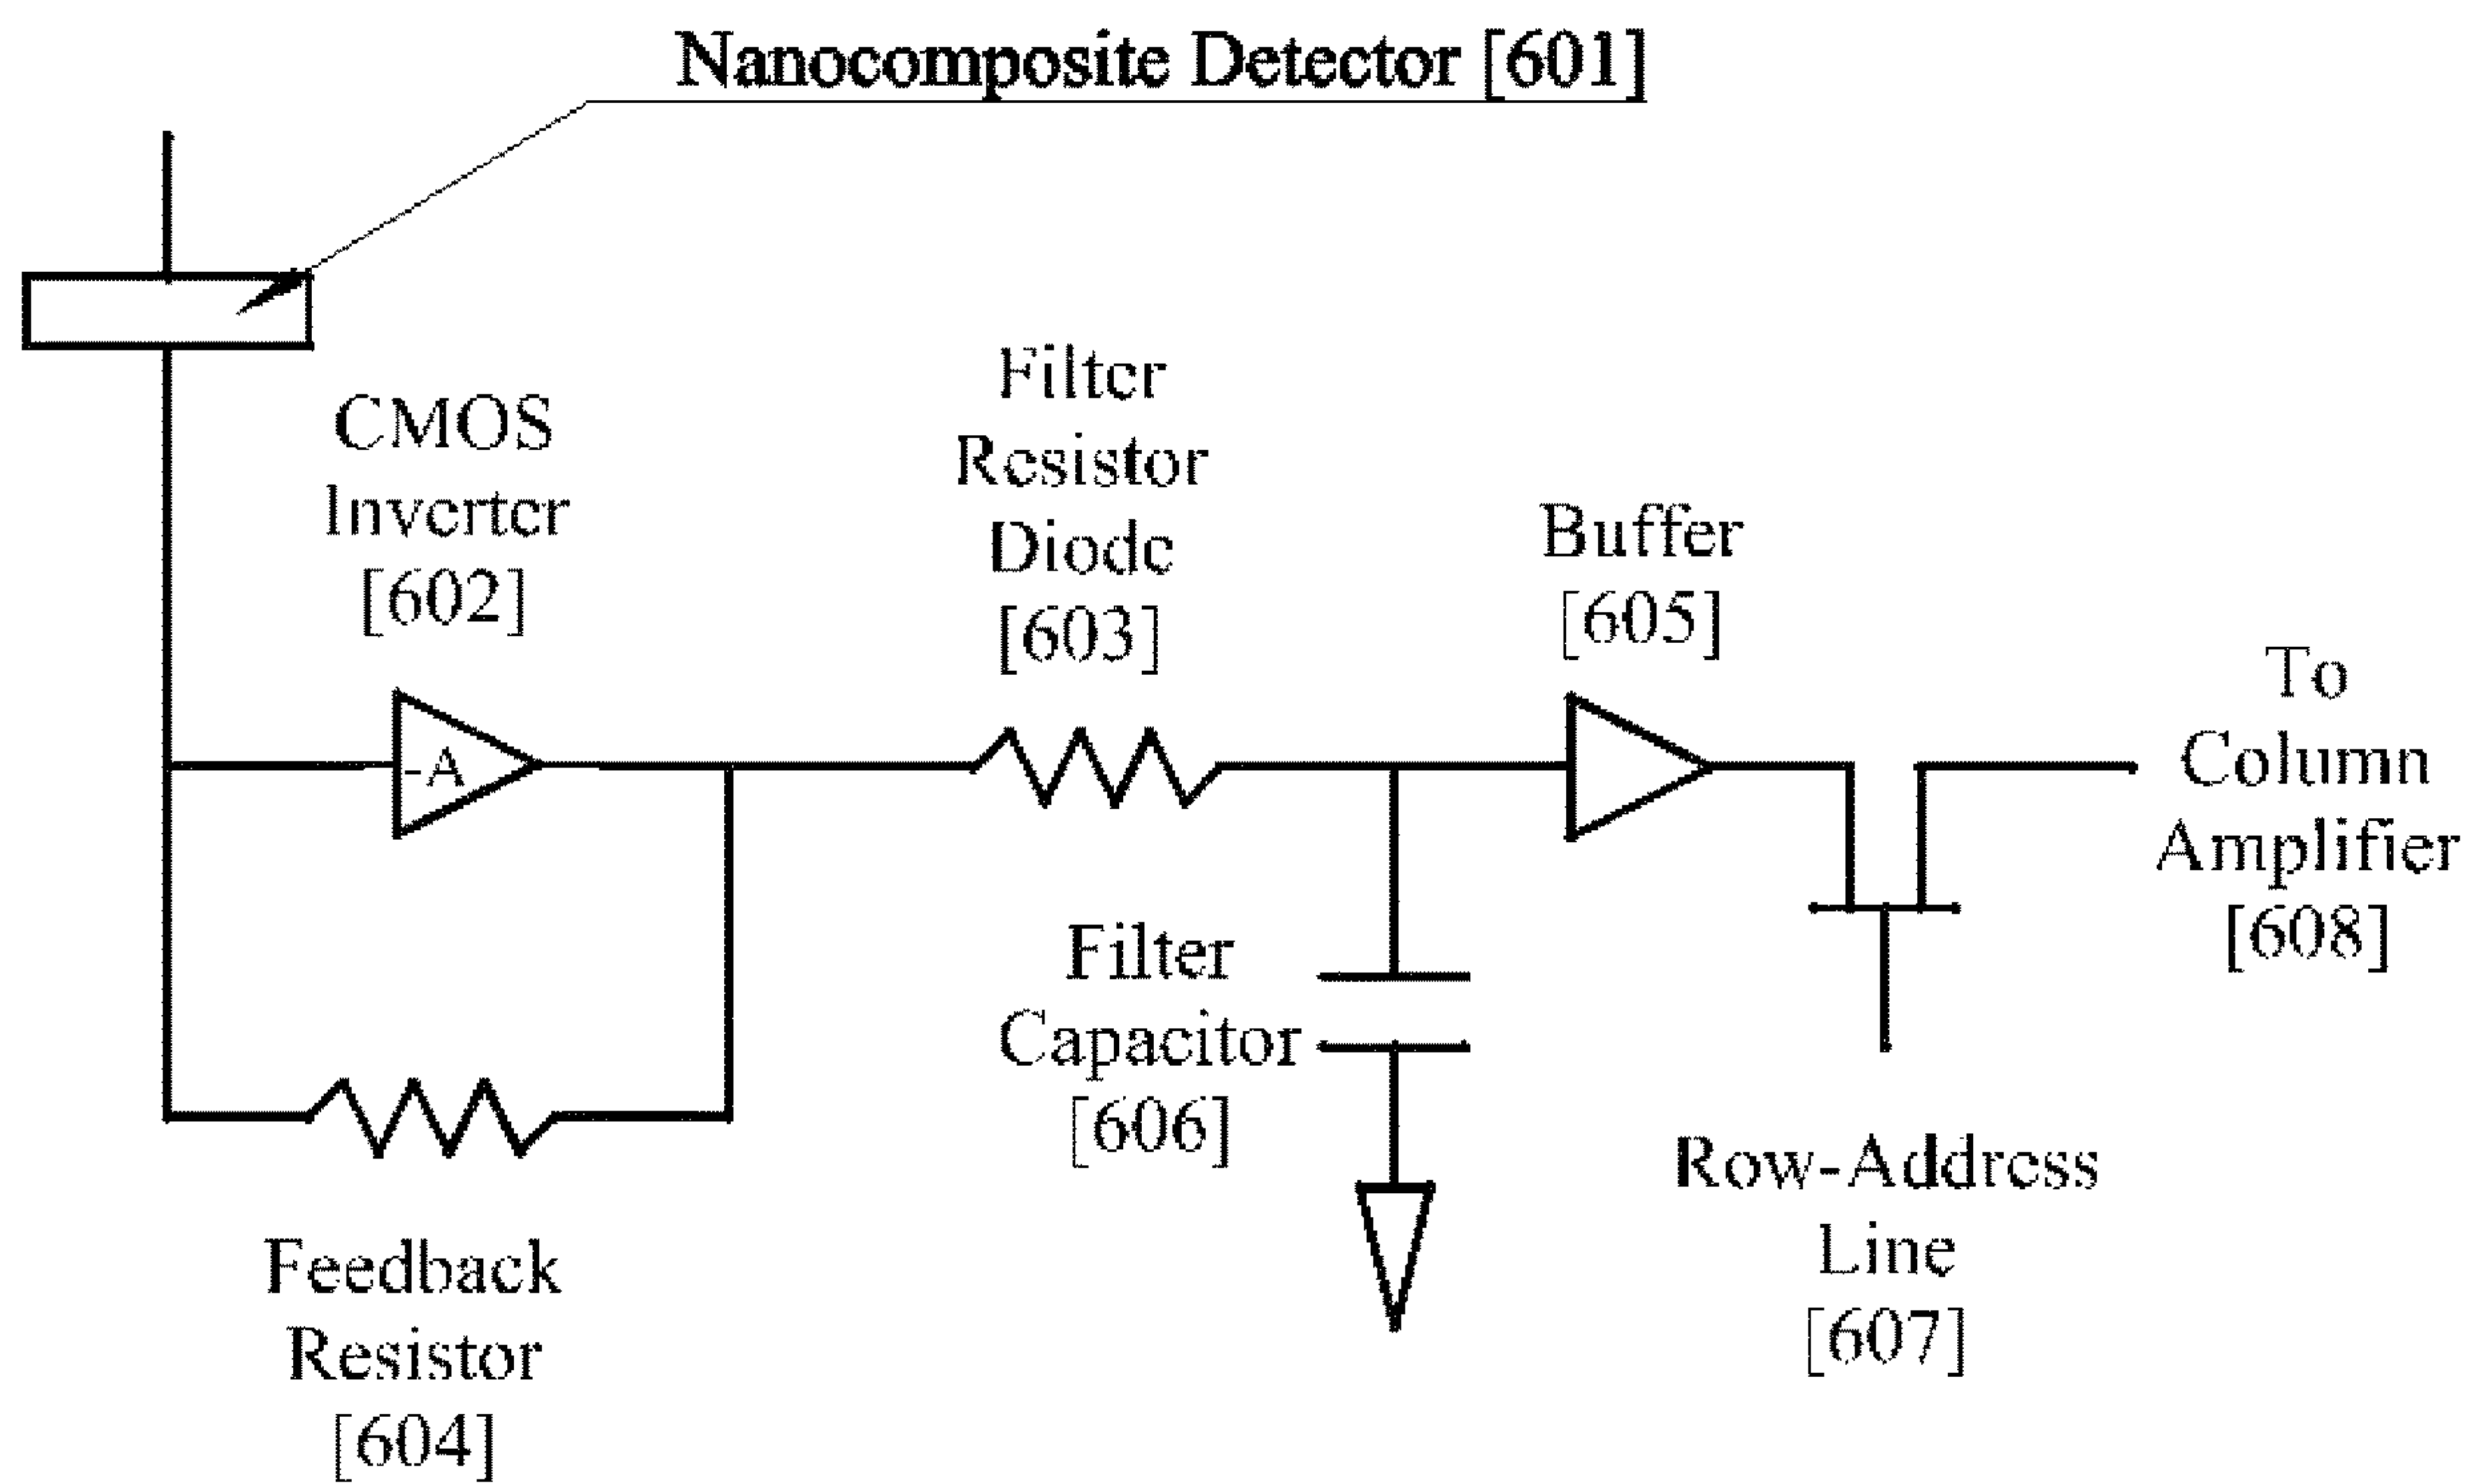 Nanocomposite Detector [601]
CMOS
Inverter
[602]
Filter
Resistor
Diode
[603]
Buffer
[605]
To
Column
Amplifier
[608]
-A
Filter
Capacitor
[606]
Row-Address
Line
[607]
Feedback
Resistor
[604]